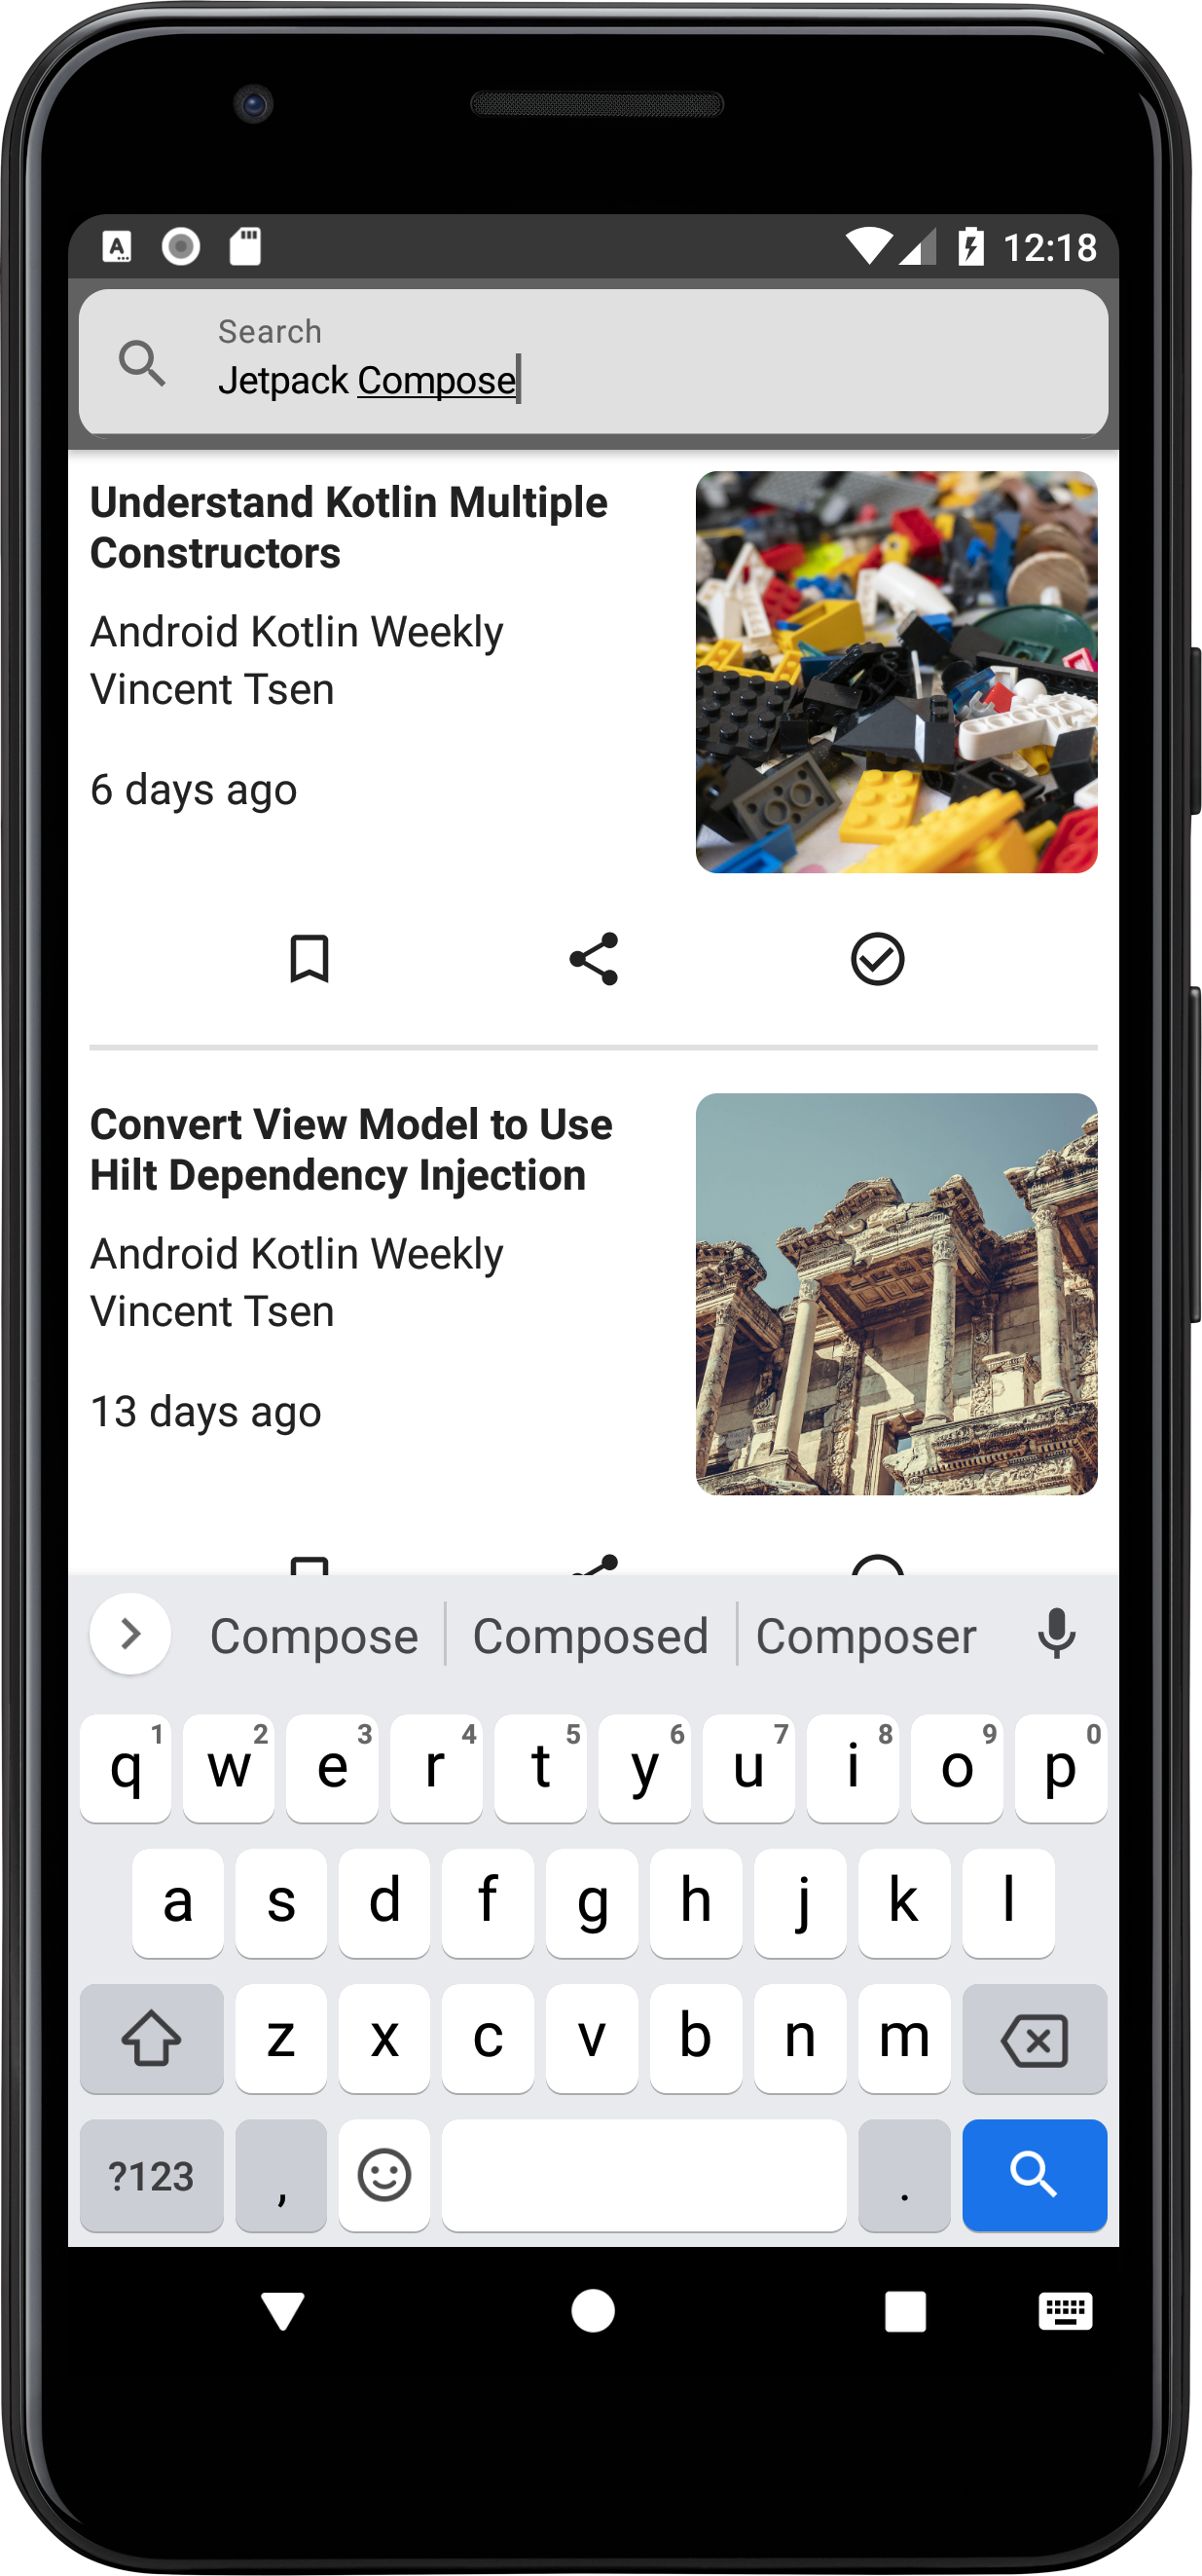 12:18
Search
Jetpack Compose
Understand Kotlin Multiple
Constructors
Android Kotlin Weekly
Vincent Tsen
6 days ago
Convert View Model to Use
Hilt Dependency Injection
Android Kotlin Weekly
Vincent Tsen
13 days ago
Compose Composed Composer
q 1 w 2 e 3 r 4 t 5 y 6 u 7 i 8 o 9 p 0
a s d f g h j k l
z x c v b n m
?123 , .